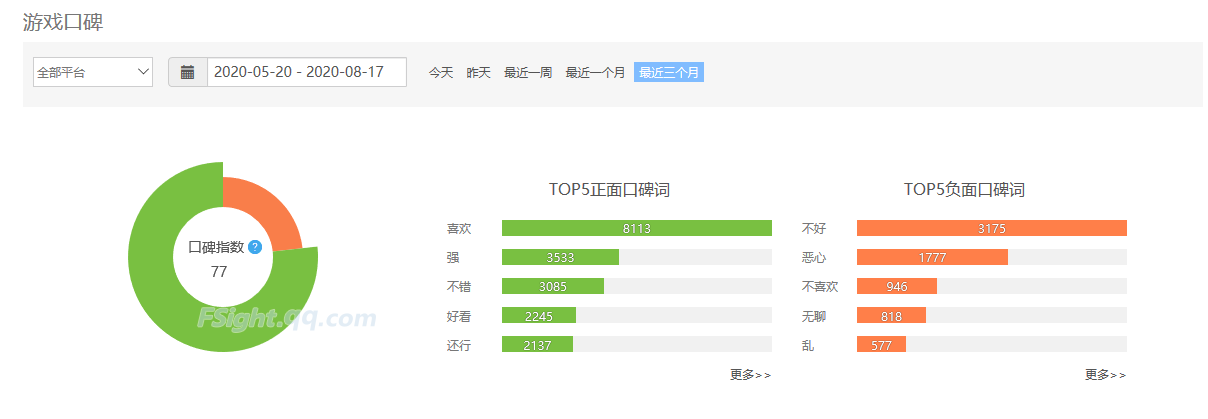 游戏口碑
全部平台 2020-05-20 - 2020-08-17 今天 昨天 最近一周 最近一个月 最近三个月
口碑指数 ?
77
FSight.qq.com
TOP5正面口碑词
喜欢 8113
强 3533
不错 3085
好看 2245
还行 2137
更多>>
TOP5负面口碑词
不好 3175
恶心 1777
不喜欢 946
无聊 818
乱 577
更多>>